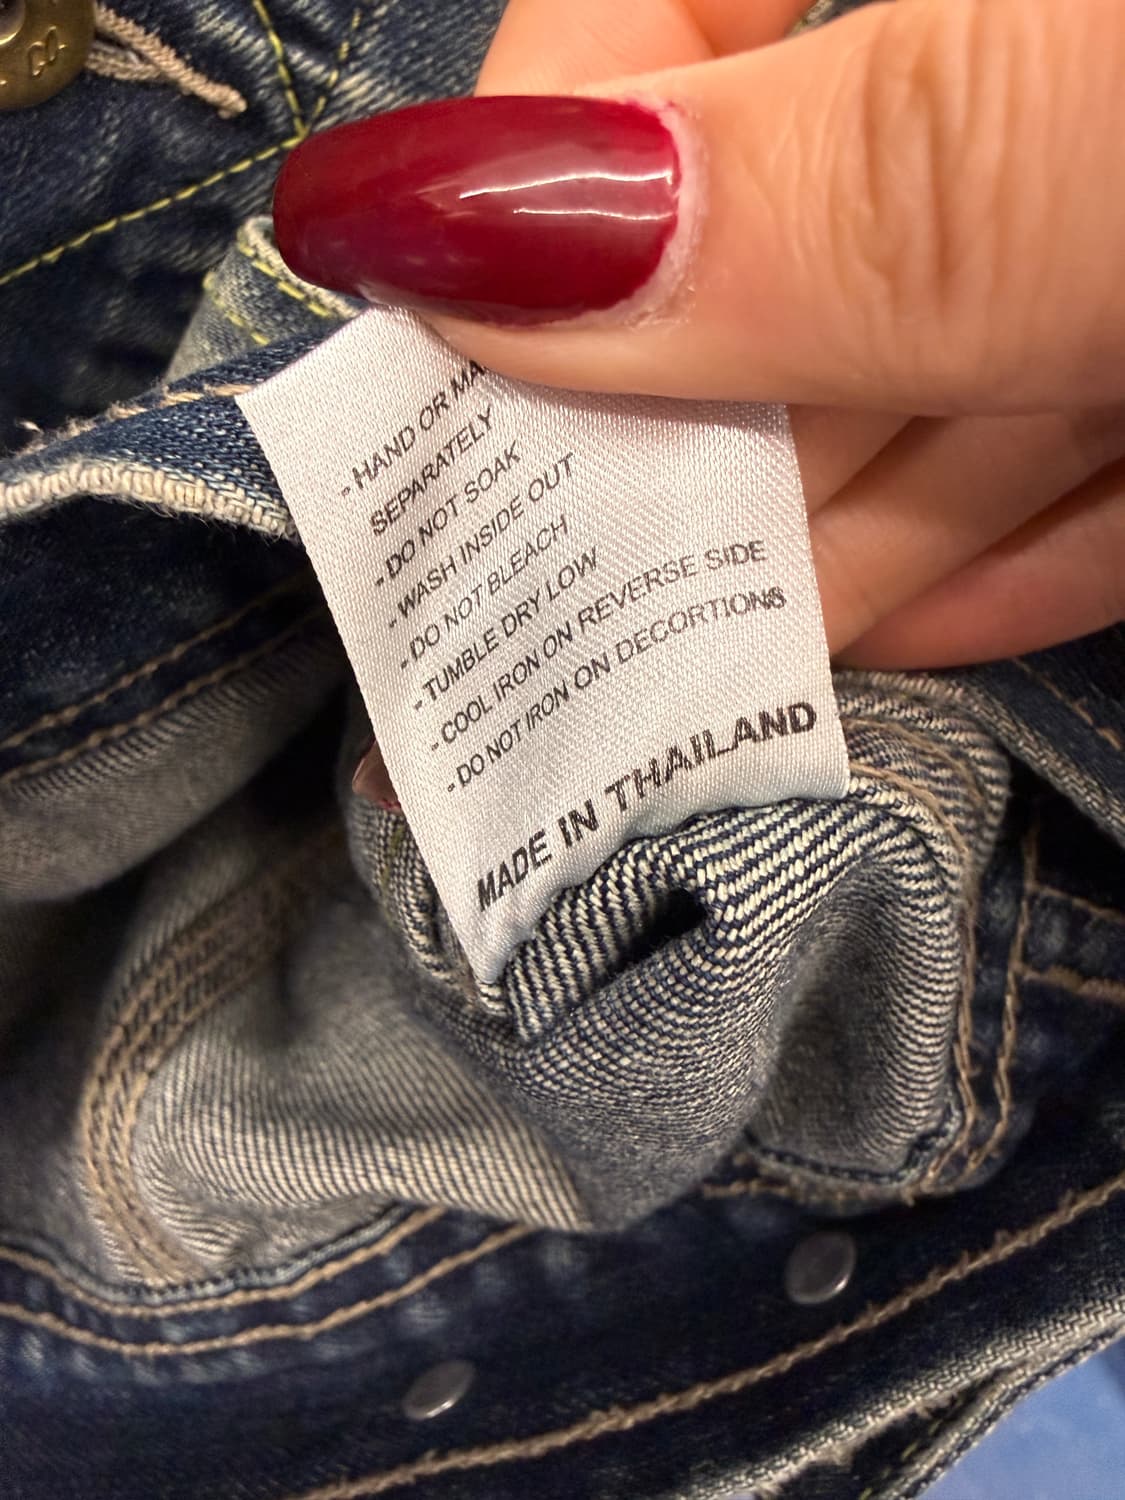 - HAND OR
SEPARATELY
- DO NOT SOAK
- WASH INSIDE OUT
- DO NOT BLEACH
- TUMBLE DRY LOW
- COOL IRON ON REVERSE SIDE
- DO NOT IRON ON DECORTIONS
MADE IN THAILAND